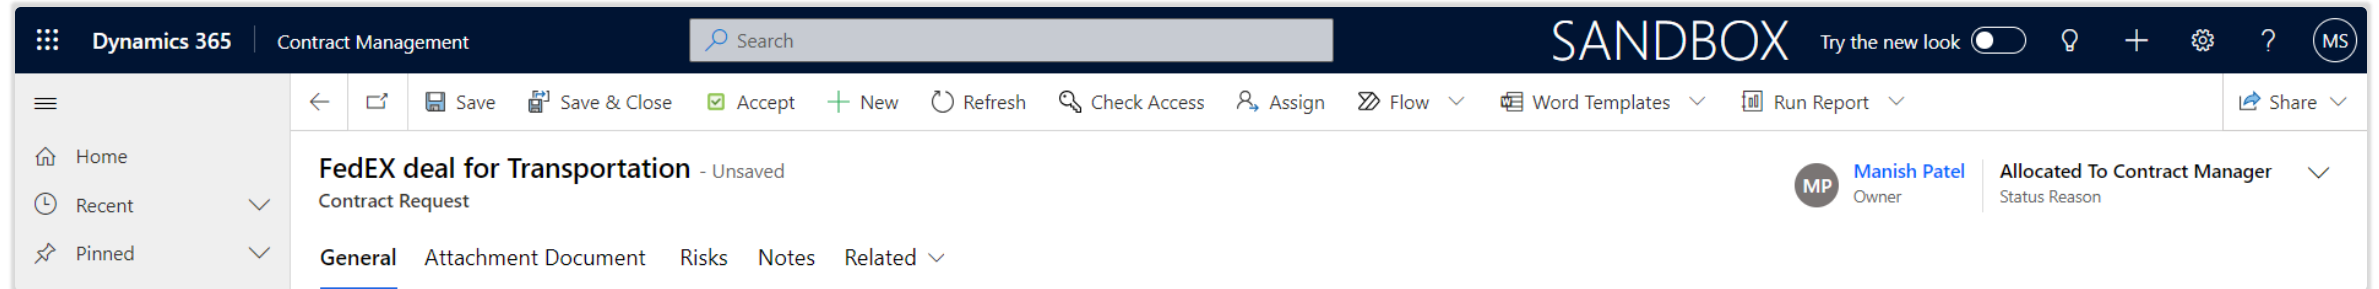 Dynamics 365 Contract Management Search SANDBOX Try the new look ? MS
Save Save & Close Accept New Refresh Check Access Assign Flow Word Templates Run Report Share
Home
Recent
Pinned
FedEX deal for Transportation - Unsaved
Contract Request
MP Manish Patel
Owner
Allocated To Contract Manager
Status Reason
General Attachment Document Risks Notes Related